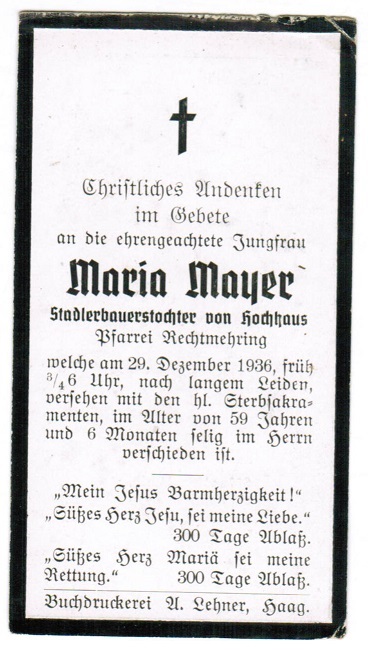 Christliches Andenken
im Gebete
an die ehrengeachtete Jungfrau
Maria Mayer
Stadlerbauerstochter von Hochhaus
Pfarrei Rechtmehring
welche am 29. Dezember 1936, früh
3/4 6 Uhr, nach langem Leiden,
versehen mit den hl. Sterbsakra-
menten, im Alter von 59 Jahren
und 6 Monaten selig im Herrn
verschieden ist.
„Mein Jesus Barmherzigkeit!“
„Süßes Herz Jesu, sei meine Liebe.“
300 Tage Ablaß.
„Süßes Herz Mariä sei meine
Rettung.“ 300 Tage Ablaß.
Buchdruckerei A. Lehner, Haag.